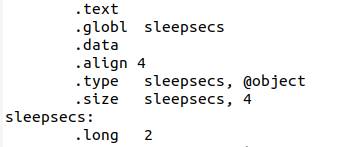 .text
.globl sleepsecs
.data
.align 4
.type sleepsecs, @object
.size sleepsecs, 4
sleepsecs:
.long 2